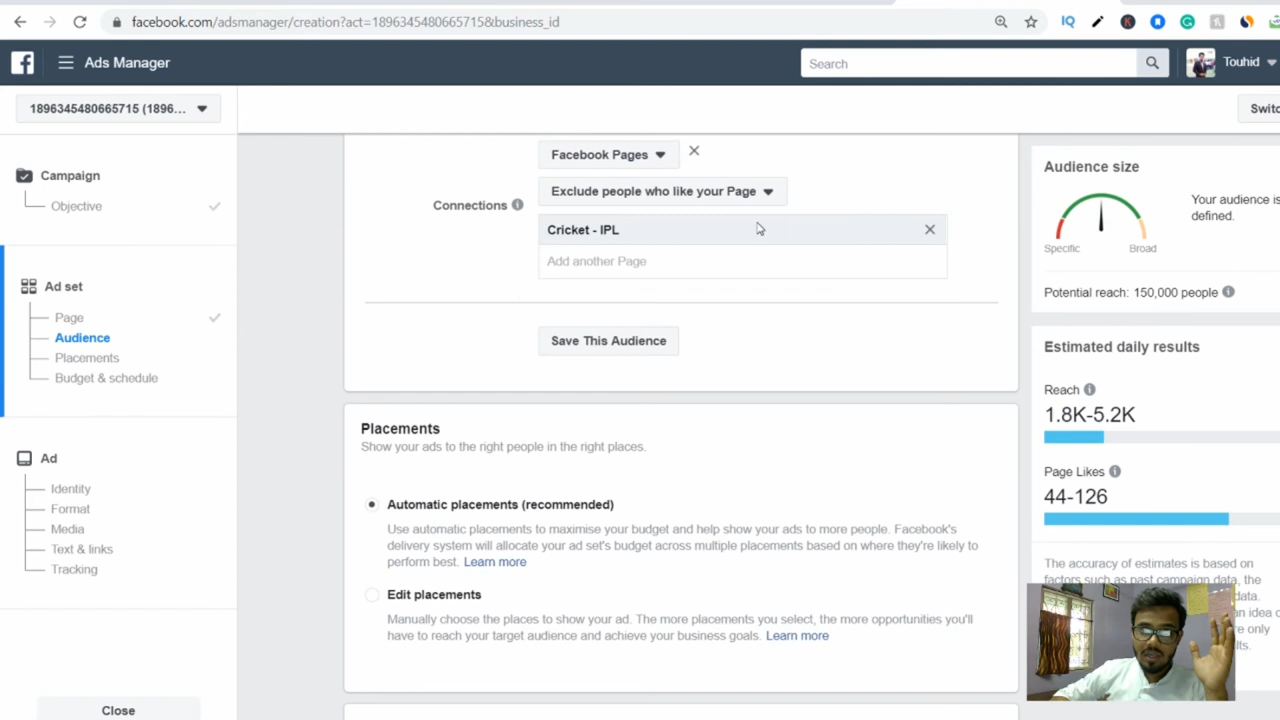 facebook.com/adsmanager/creation?act=1896345480665715&business_id
Ads Manager
Search
Touhid
1896345480665715 (1896...
Switc
Campaign
Objective
Ad set
Page
Audience
Placements
Budget & schedule
Ad
Identity
Format
Media
Text & links
Tracking
Close
Facebook Pages
Exclude people who like your Page
Connections
Cricket - IPL
Add another Page
Save This Audience
Placements
Show your ads to the right people in the right places.
Automatic placements (recommended)
Use automatic placements to maximise your budget and help show your ads to more people. Facebook's
delivery system will allocate your ad set's budget across multiple placements based on where they're likely to
perform best. Learn more
Edit placements
Manually choose the places to show your ad. The more placements you select, the more opportunities you'll
have to reach your target audience and achieve your business goals. Learn more
Audience size
Your audience is
defined.
Specific
Broad
Potential reach: 150,000 people
Estimated daily results
Reach
1.8K-5.2K
Page Likes
44-126
The accuracy of estimates is based on
factors such as past campaign data, the
data.
an idea o
re only
lts.